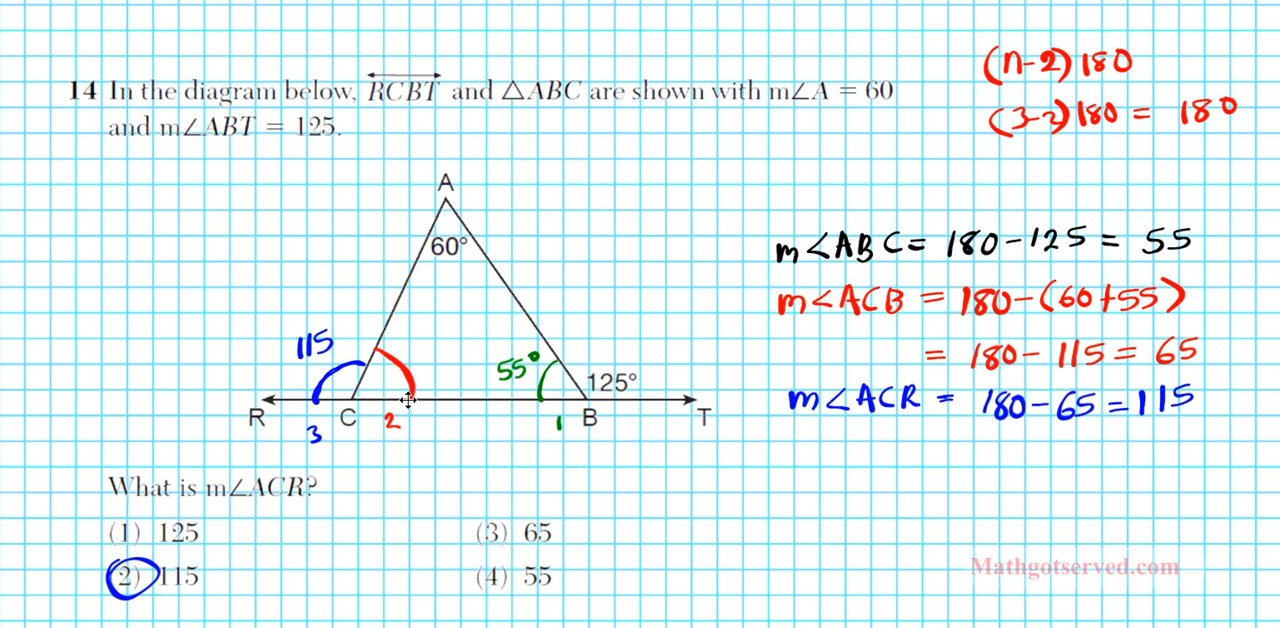 (n-2)180
14 In the diagram below, RCBT and △ABC are shown with m∠A = 60
and m∠ABT = 125.
(3-2)180 = 180
A
60°
m∠ABC = 180-125 = 55
m∠ACB = 180-(60+55)
= 180-115 = 65
m∠ACR = 180-65 = 115
115
55°
125°
R C 2 B T
3 1
What is m∠ACR?
(1) 125 (3) 65
(2) 115 (4) 55
Mathgotserved.com